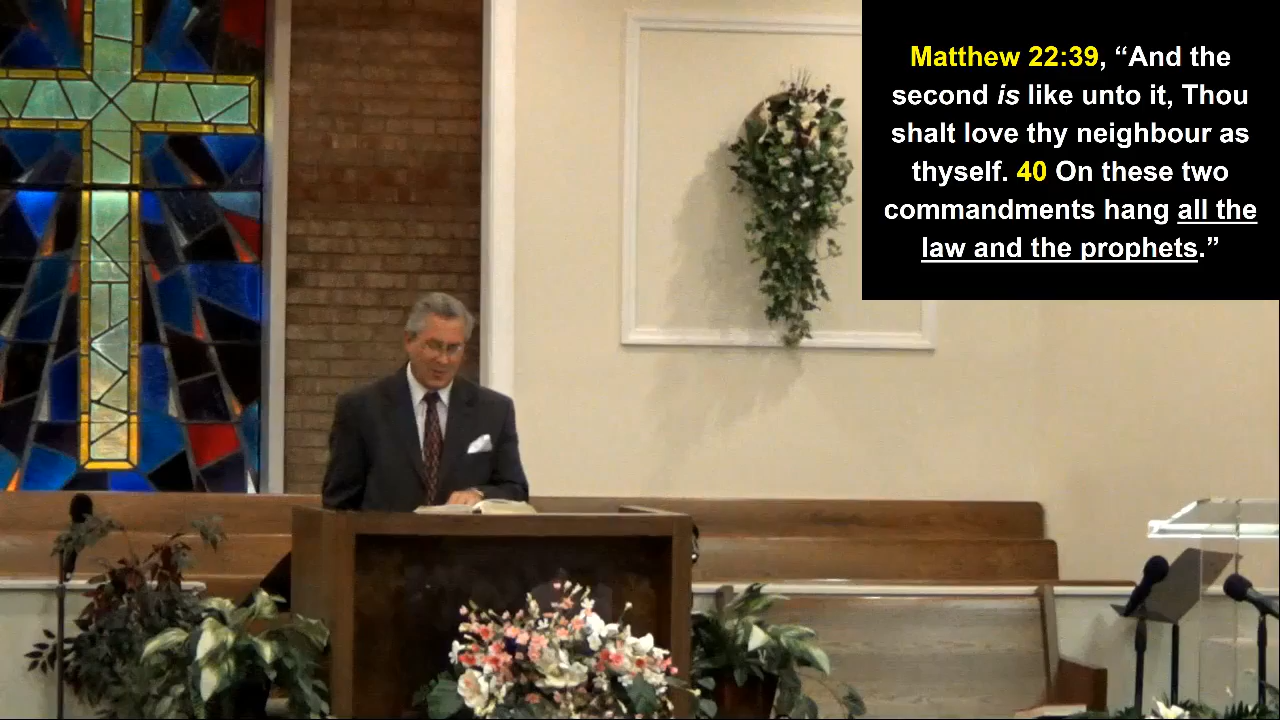 Matthew 22:39, “And the
second is like unto it, Thou
shalt love thy neighbour as
thyself. 40 On these two
commandments hang all the
law and the prophets.”